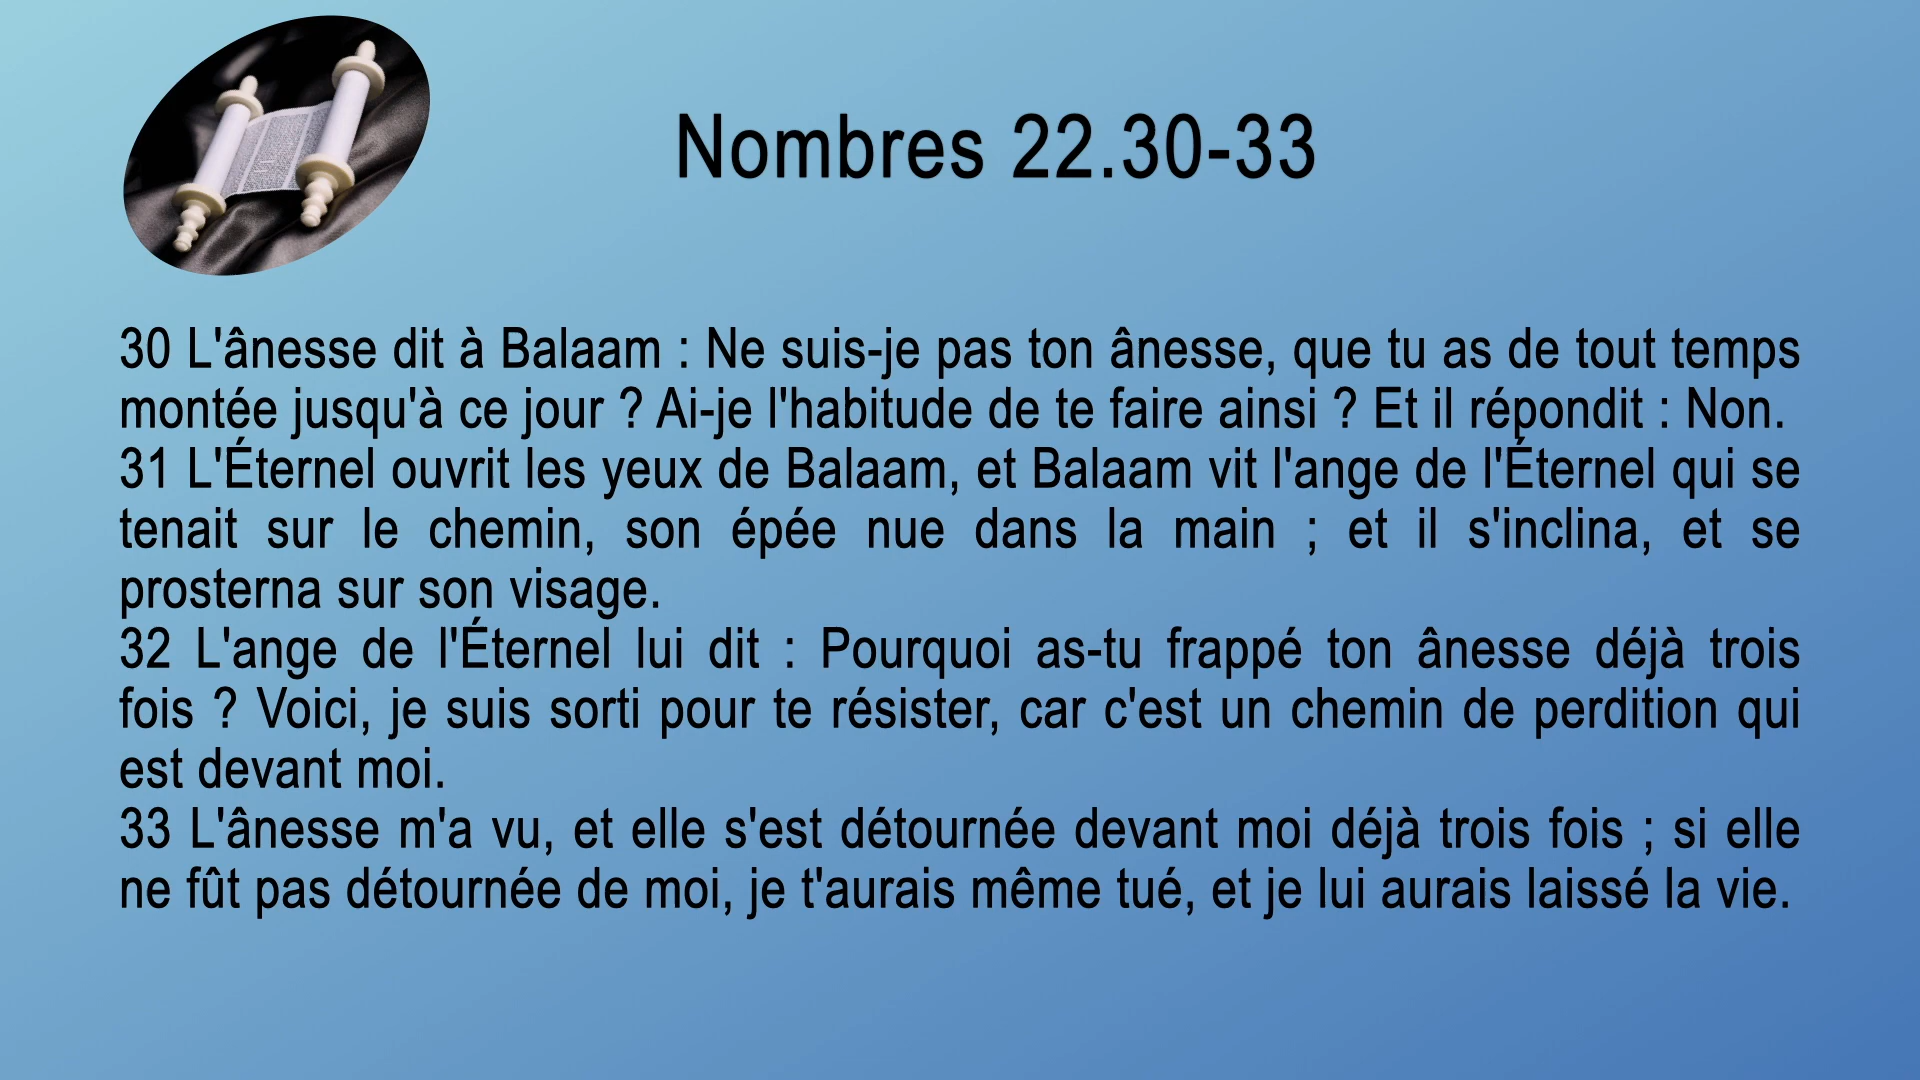 Nombres 22.30-33
30 L'ânesse dit à Balaam : Ne suis-je pas ton ânesse, que tu as de tout temps
montée jusqu'à ce jour ? Ai-je l'habitude de te faire ainsi ? Et il répondit : Non.
31 L'Éternel ouvrit les yeux de Balaam, et Balaam vit l'ange de l'Éternel qui se
tenait sur le chemin, son épée nue dans la main ; et il s'inclina, et se
prosterna sur son visage.
32 L'ange de l'Éternel lui dit : Pourquoi as-tu frappé ton ânesse déjà trois
fois ? Voici, je suis sorti pour te résister, car c'est un chemin de perdition qui
est devant moi.
33 L'ânesse m'a vu, et elle s'est détournée devant moi déjà trois fois ; si elle
ne fût pas détournée de moi, je t'aurais même tué, et je lui aurais laissé la vie.